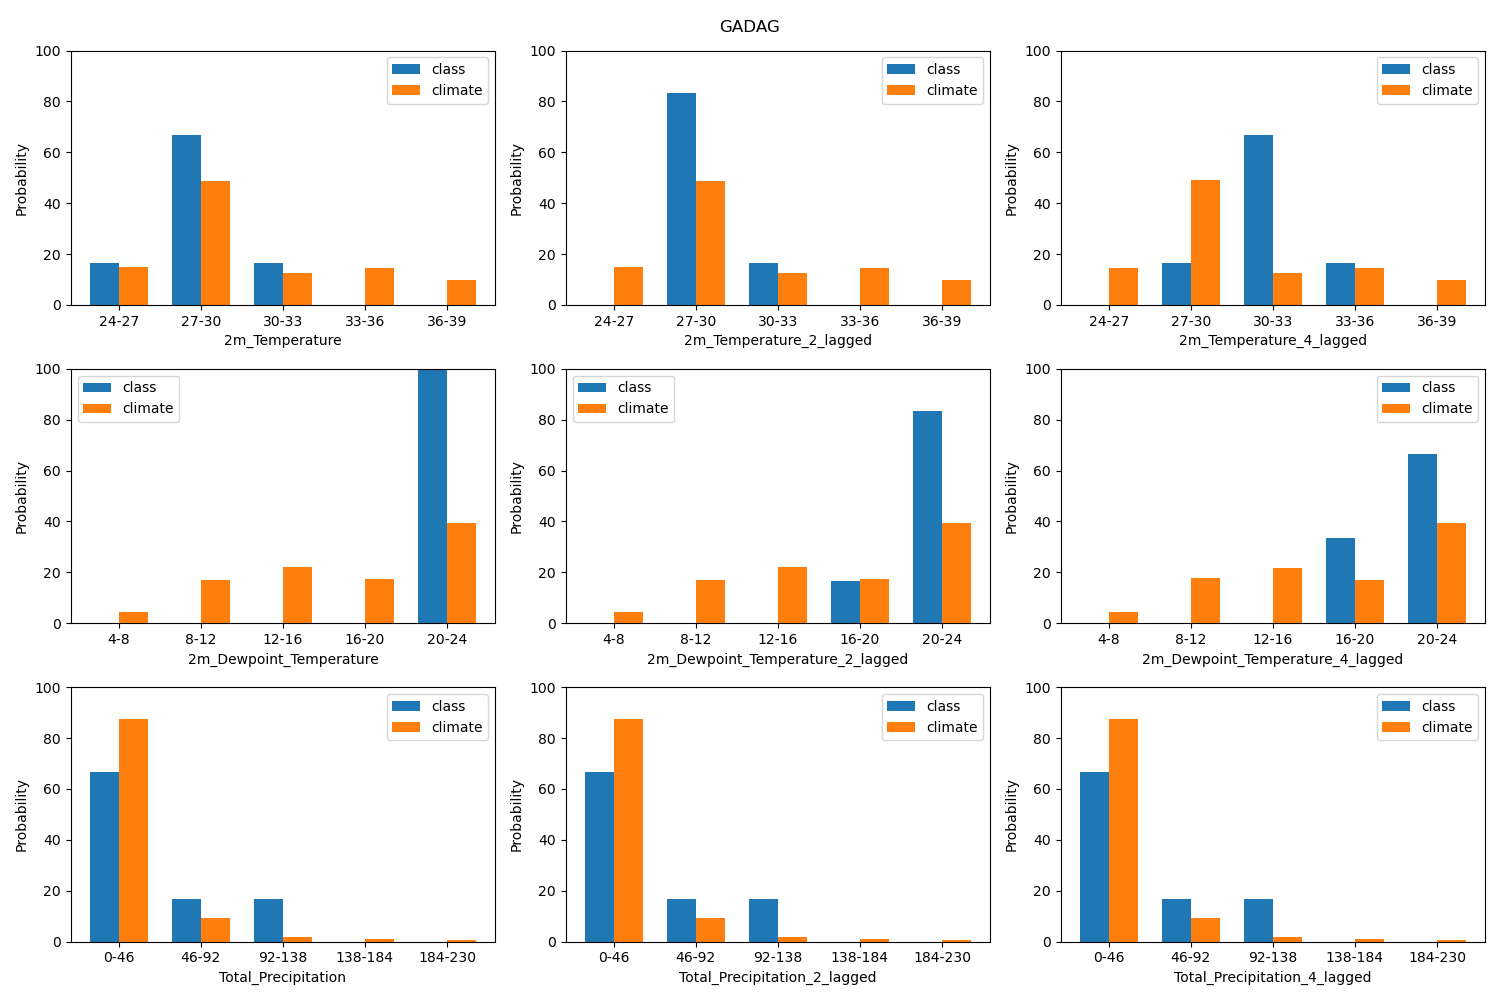 GADAG
100
80
60
40
20
0
Probability
class
climate
24-27 27-30 30-33 33-36 36-39
2m_Temperature
100
80
60
40
20
0
Probability
class
climate
24-27 27-30 30-33 33-36 36-39
2m_Temperature_2_lagged
100
80
60
40
20
0
Probability
class
climate
24-27 27-30 30-33 33-36 36-39
2m_Temperature_4_lagged
100
80
60
40
20
0
Probability
class
climate
4-8 8-12 12-16 16-20 20-24
2m_Dewpoint_Temperature
100
80
60
40
20
0
Probability
class
climate
4-8 8-12 12-16 16-20 20-24
2m_Dewpoint_Temperature_2_lagged
100
80
60
40
20
0
Probability
class
climate
4-8 8-12 12-16 16-20 20-24
2m_Dewpoint_Temperature_4_lagged
100
80
60
40
20
0
Probability
class
climate
0-46 46-92 92-138 138-184 184-230
Total_Precipitation
100
80
60
40
20
0
Probability
class
climate
0-46 46-92 92-138 138-184 184-230
Total_Precipitation_2_lagged
100
80
60
40
20
0
Probability
class
climate
0-46 46-92 92-138 138-184 184-230
Total_Precipitation_4_lagged